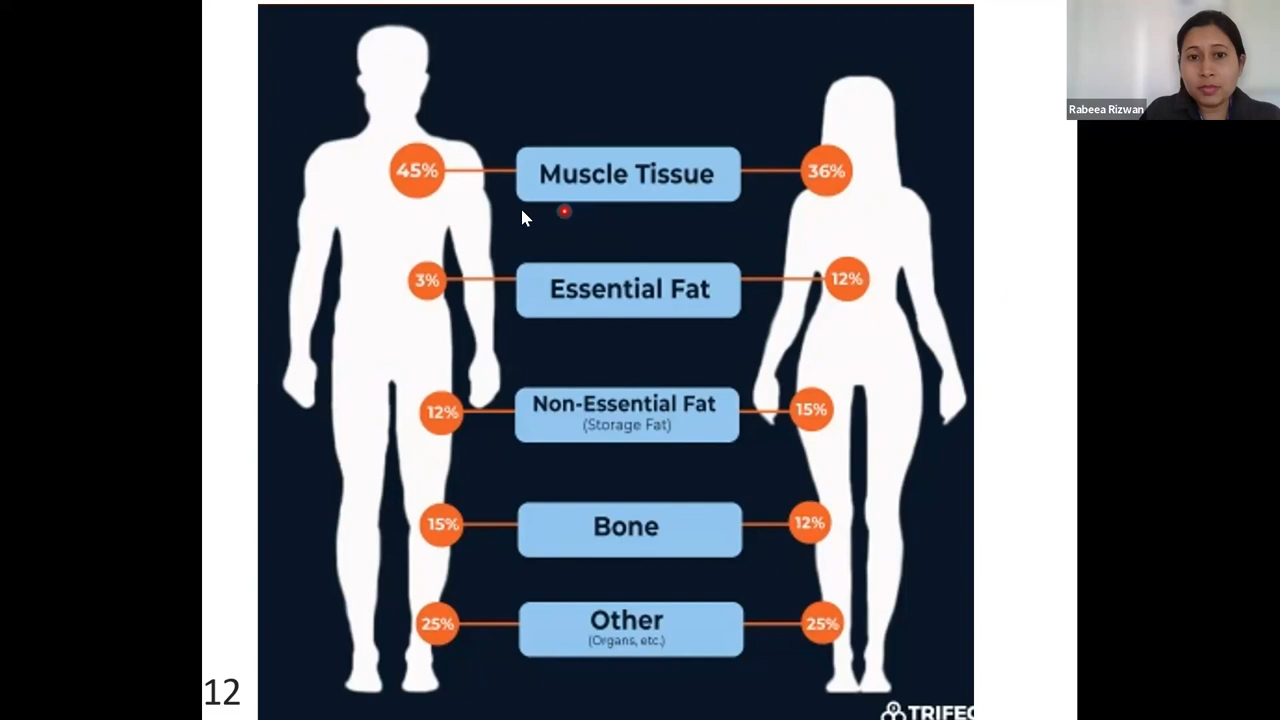 Rabeea Rizwan
45% Muscle Tissue 36%
3% Essential Fat 12%
12% Non-Essential Fat 15%
(Storage Fat)
15% Bone 12%
25% Other 25%
(Organs, etc.)
12
TRIFEC